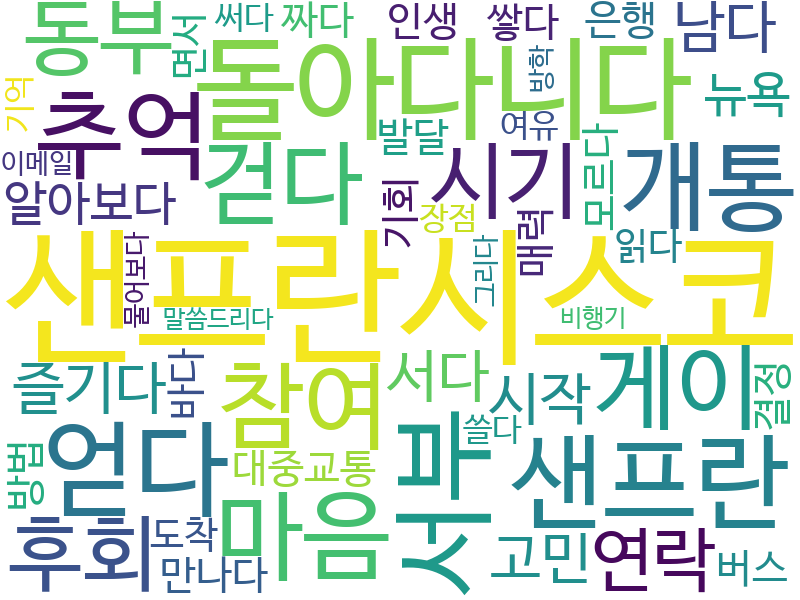 동부
면서
써다
짜다
인생
쌓다
은행
남다
기억
추억
돌아다니다
방학
뉴욕
이메일
알아보다
걷다
발달
여유
시기
모르다
개통
기회
장점
매력
읽다
샌프란시스코
물어보다
말씀드리다
그리다
비행기
즐기다
바다
참여
서다
시작
게이
결정
방법
얻다
대중교통
서부
쓸다
샌프란
후회
도착
만나다
마음
고민
연락
버스